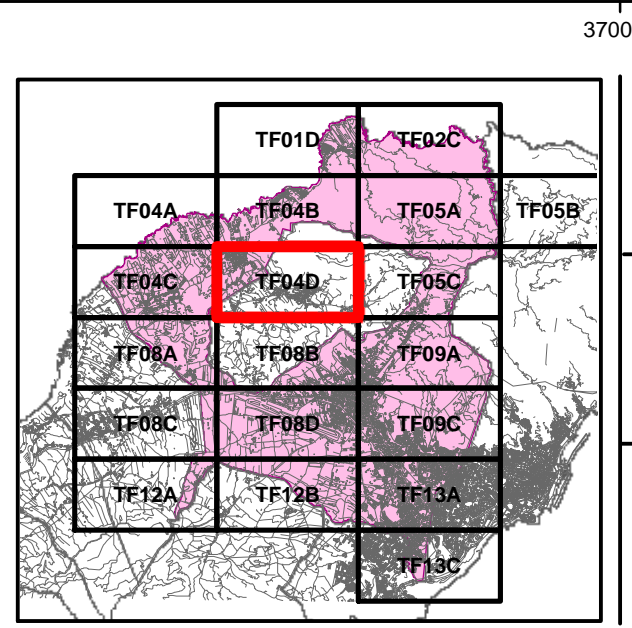 3700
TF01D TF02C
TF04A TF04B TF05A TF05B
TF04C TF04D TF05C
TF08A TF08B TF09A
TF08C TF08D TF09C
TF12A TF12B TF13A
TF13C